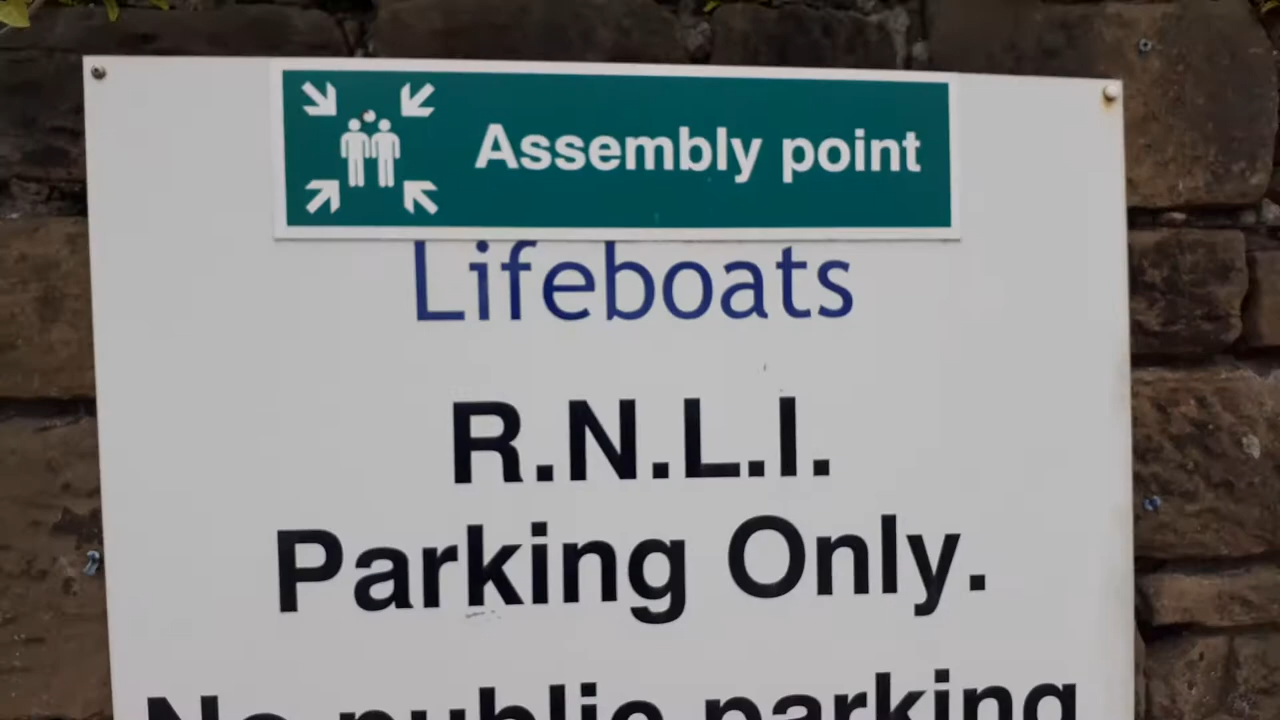 Assembly point
Lifeboats
R.N.L.I.
Parking Only.
No public parking